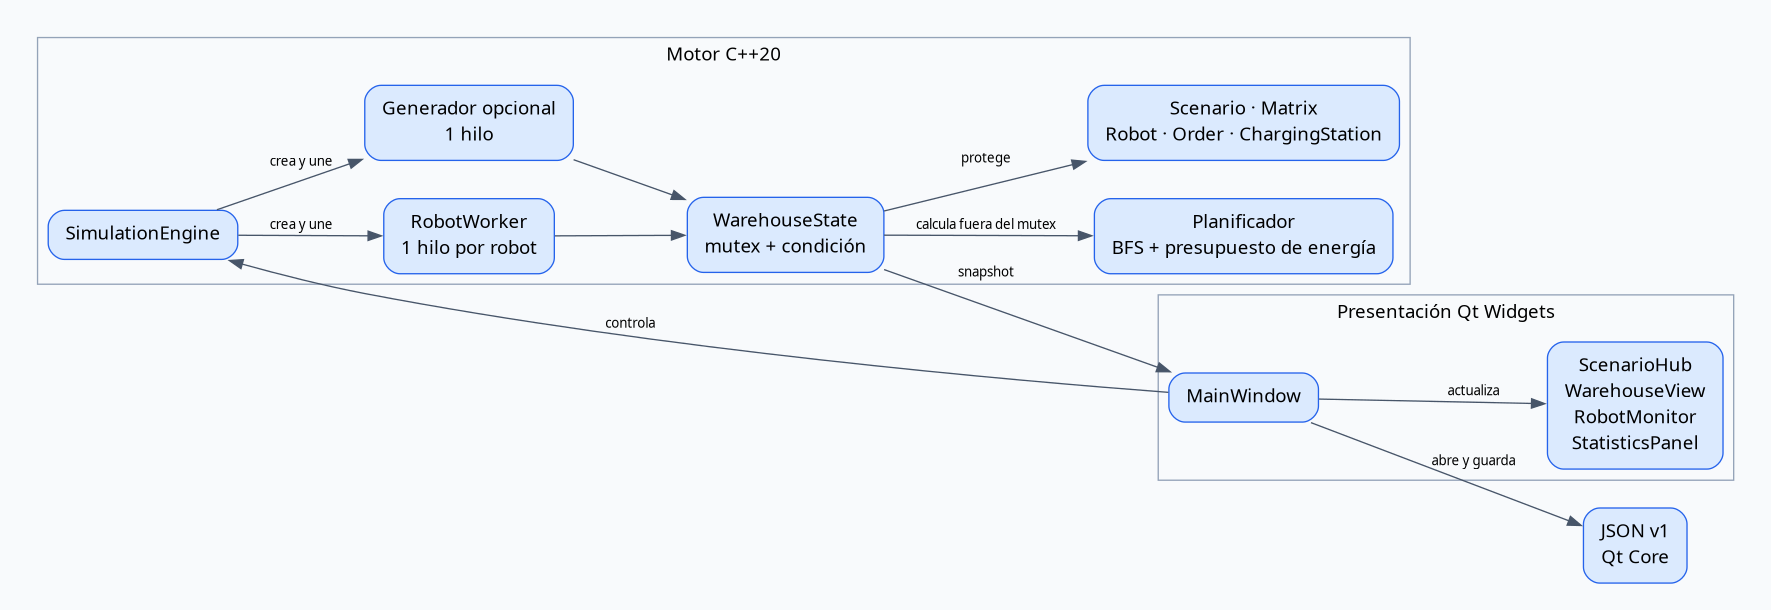 Motor C++20
Generador opcional
1 hilo
Scenario · Matrix
Robot · Order · ChargingStation
crea y une
protege
SimulationEngine
crea y une
RobotWorker
1 hilo por robot
WarehouseState
mutex + condición
calcula fuera del mutex
Planificador
BFS + presupuesto de energía
snapshot
controla
Presentación Qt Widgets
MainWindow
actualiza
ScenarioHub
WarehouseView
RobotMonitor
StatisticsPanel
abre y guarda
JSON v1
Qt Core